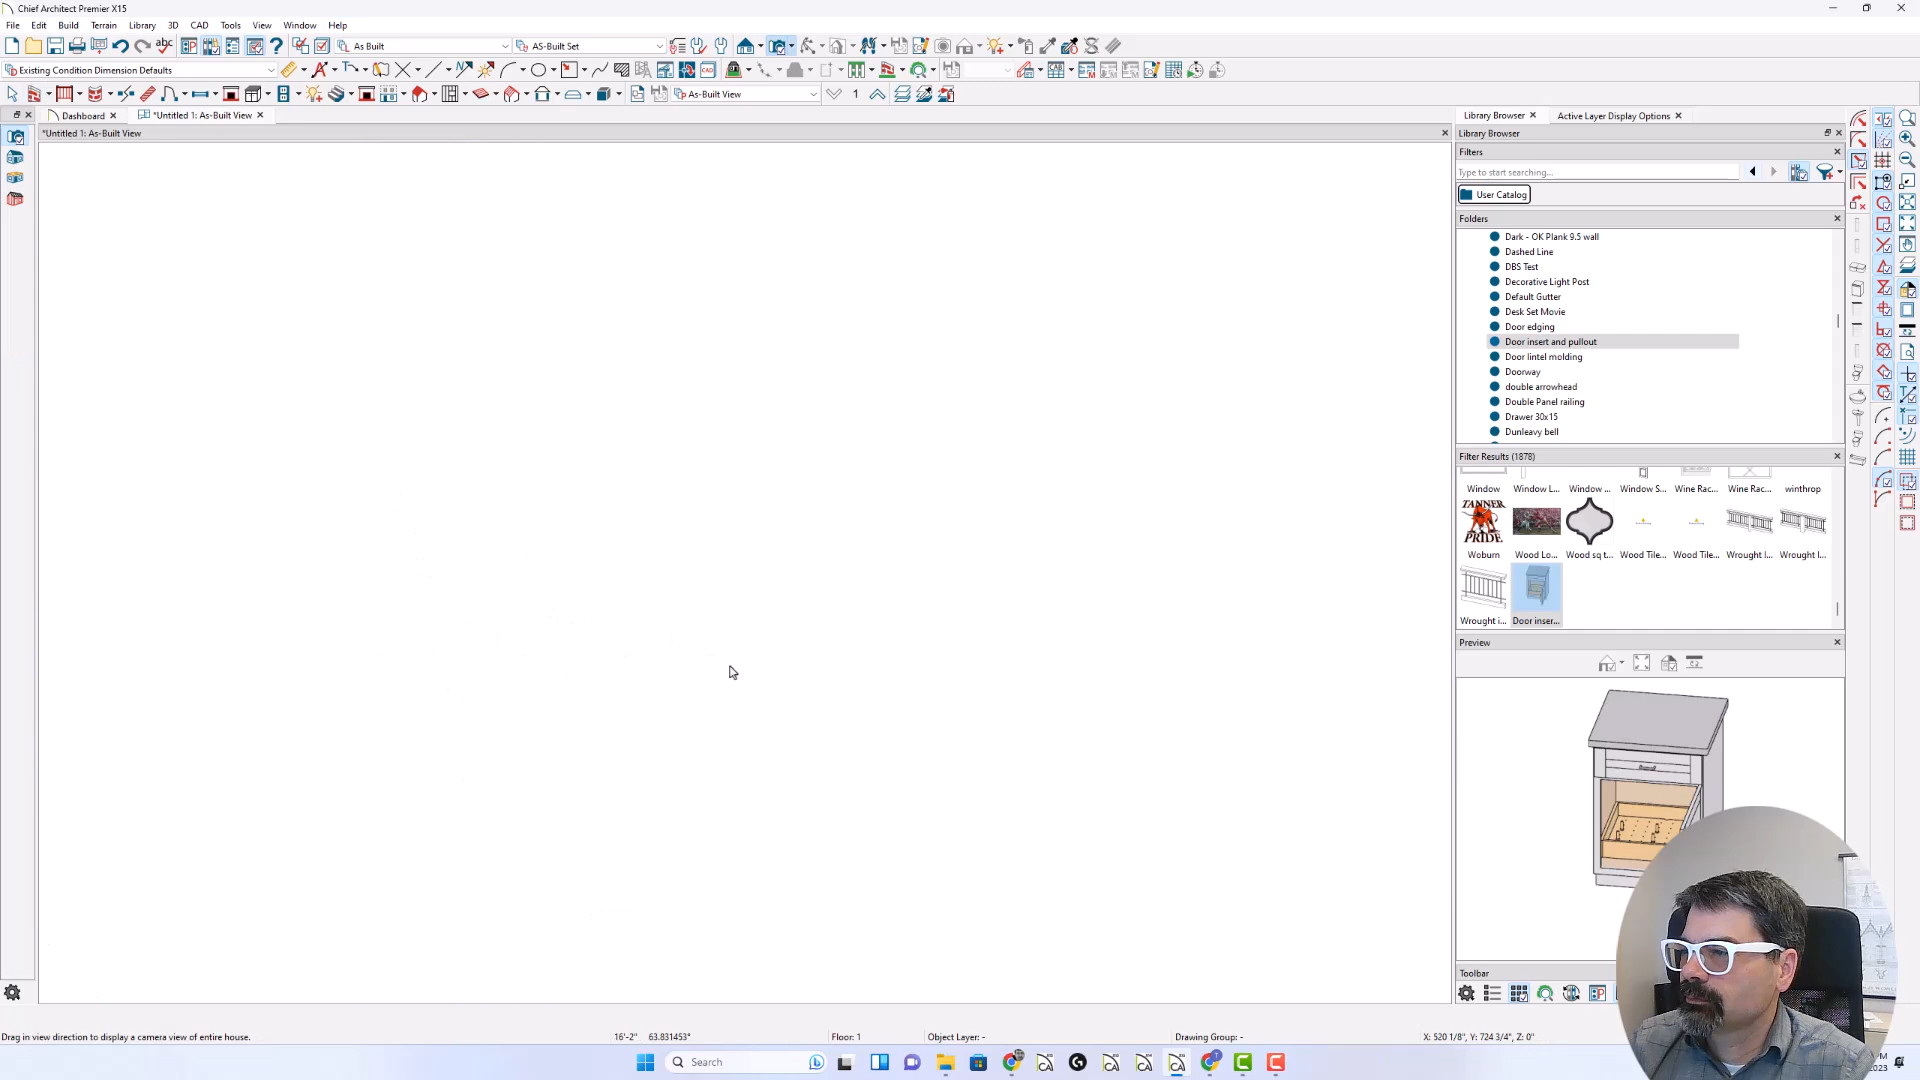 Chief Architect Premier X15
File Edit Build Terrain Library 3D CAD Tools View Window Help
As Built
AS-Built Set
Existing Condition Dimension Defaults
As-Built View
1
Dashboard
*Untitled 1: As-Built View
*Untitled 1: As-Built View
Library Browser
Active Layer Display Options
Library Browser
Filters
Type to start searching...
User Catalog
Folders
Dark - OK Plank 9.5 wall
Dashed Line
DBS Test
Decorative Light Post
Default Gutter
Desk Set Movie
Door edging
Door insert and pullout
Door lintel molding
Doorway
double arrowhead
Double Panel railing
Drawer 30x15
Dunleavy bell
Filter Results (1878)
Window Window L... Window ... Window S... Wine Rac... Wine Rac... winthrop
TANNER
PRIDE
Woburn Wood Lo... Wood sq t... Wood Tile... Wood Tile... Wrought I... Wrought I...
Wrought i... Door inser...
Preview
Toolbar
Drag in view direction to display a camera view of entire house.
16'-2" 63.831453°
Floor: 1
Object Layer: -
Drawing Group: -
X: 520 1/8", Y: 724 3/4", Z: 0"
Search